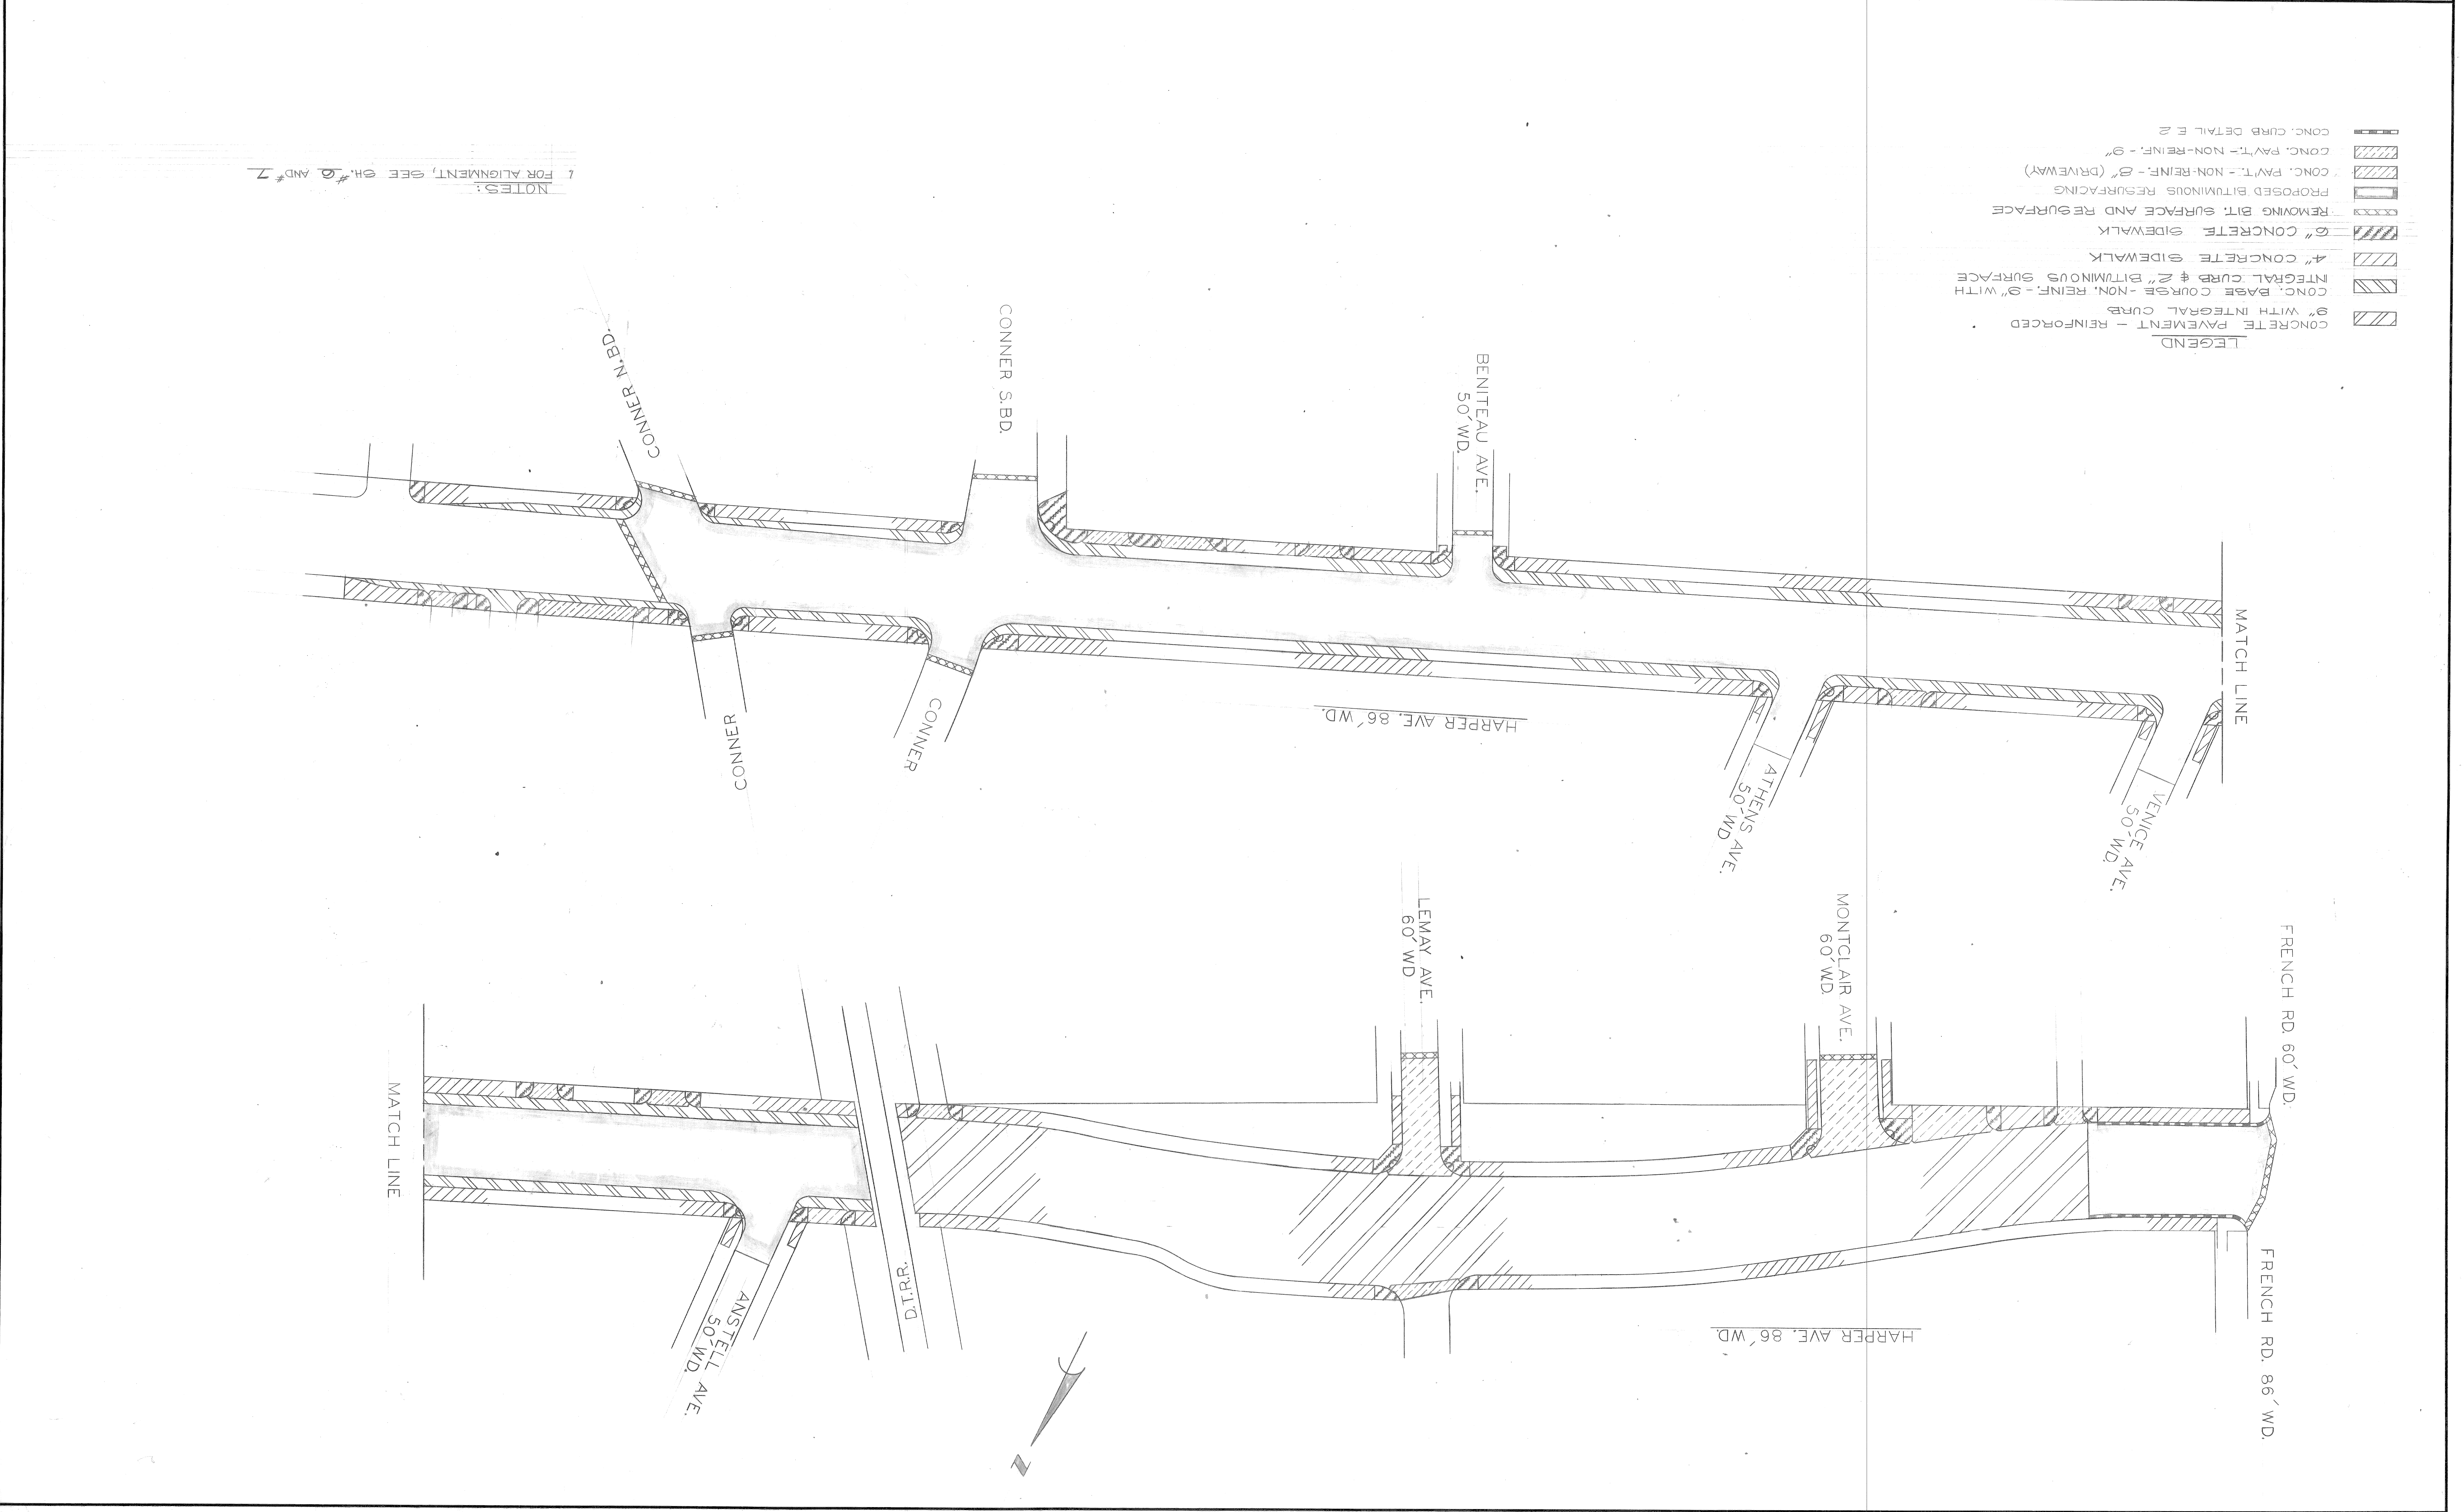 LEGEND
CONCRETE PAVEMENT - REINFORCED
9" WITH INTEGRAL CURB
CONC. BASE COURSE - NON. REINF. - 9" WITH
INTEGRAL CURB & 2" BITUMINOUS SURFACE
4" CONCRETE SIDEWALK
6" CONCRETE SIDEWALK
REMOVING BIT. SURFACE AND RESURFACE
PROPOSED BITUMINOUS RESURFACING
CONC. PAV'T. - NON-REINF. - 8" (DRIVEWAY)
CONC. PAV'T. - NON-REINF. - 9"
CONC. CURB DETAIL E 2
NOTES:
1 FOR ALIGNMENT, SEE SH. #6 AND #7
CONNER N.BD.
CONNER S.BD.
BENITEAU AVE.
50' WD.
MATCH LINE
CONNER
CONNER
HARPER AVE. 86' WD.
ATHENS AVE.
50' WD.
VENICE AVE.
50' WD.
LEMAY AVE.
60' WD
MONTCLAIR AVE.
60' WD.
FRENCH RD. 60' WD.
MATCH LINE
ANSTELL AVE.
50' WD.
D.T.R.R.
HARPER AVE. 86' WD.
FRENCH RD. 86' WD.
N